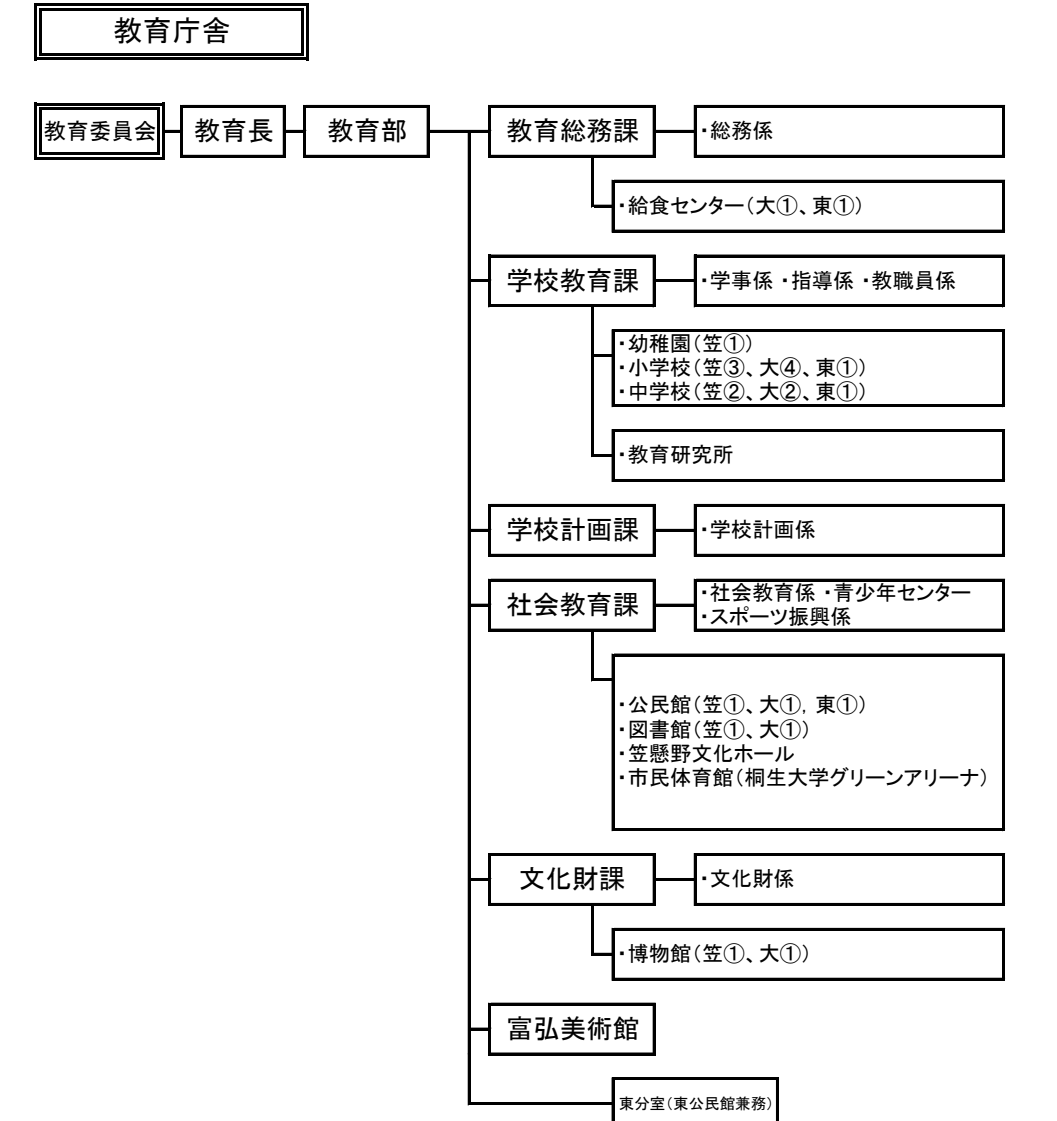 教育庁舎
教育委員会 教育長 教育部 教育総務課 ・総務係
・給食センター（大①、東①）
学校教育課 ・学事係 ・指導係 ・教職員係
・幼稚園（笠①）
・小学校（笠③、大④、東①）
・中学校（笠②、大②、東①）
・教育研究所
学校計画課 ・学校計画係
社会教育課 ・社会教育係 ・青少年センター
・スポーツ振興係
・公民館（笠①、大①，東①）
・図書館（笠①、大①）
・笠懸野文化ホール
・市民体育館（桐生大学グリーンアリーナ）
文化財課 ・文化財係
・博物館（笠①、大①）
富弘美術館
東分室（東公民館兼務）